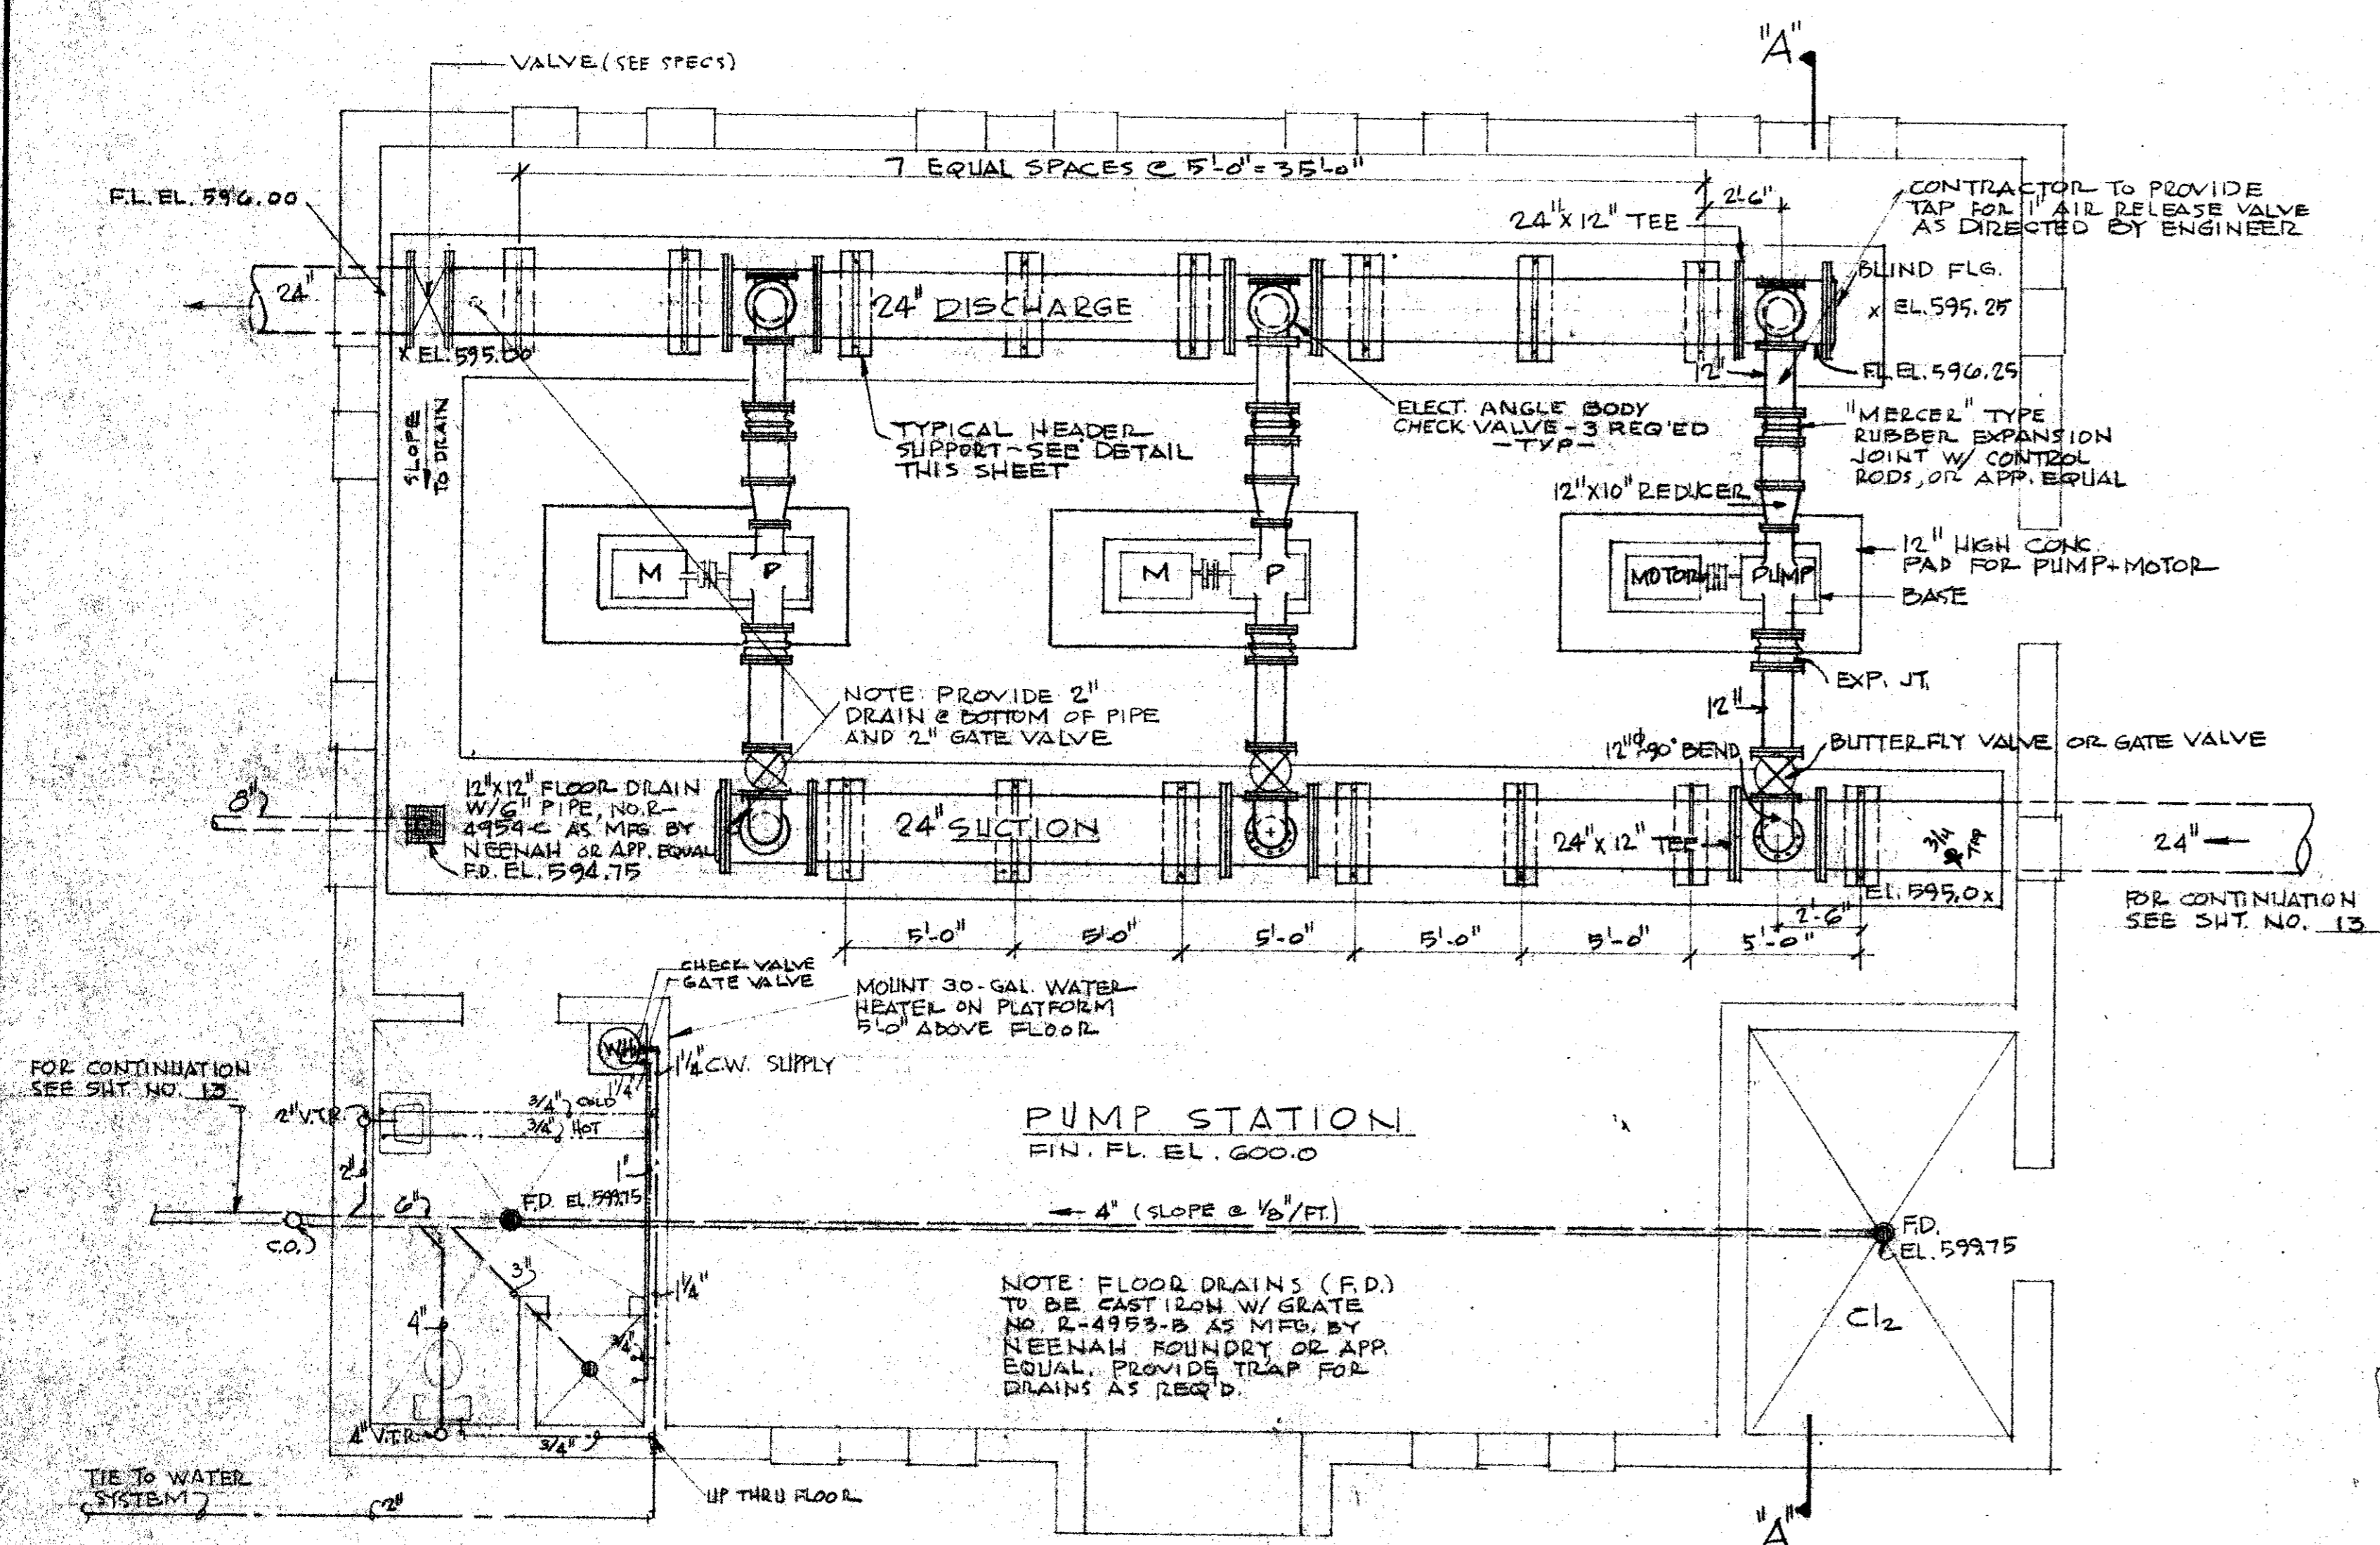 "A"
VALVE (SEE SPECS)
7 EQUAL SPACES @ 5'-0" = 35'-0"
F.L. EL. 596.00
2'-6"
CONTRACTOR TO PROVIDE
TAP FOR 1" AIR RELEASE VALVE
AS DIRECTED BY ENGINEER
24" X 12" TEE
24"
24" DISCHARGE
BLIND FLG.
x EL. 595.25
x EL. 595.00
12"
F.L. EL. 596.25
SLOPE
TO DRAIN
TYPICAL HEADER
SUPPORT - SEE DETAIL
THIS SHEET
ELECT. ANGLE BODY
CHECK VALVE - 3 REQ'ED
- TYP -
"MERCER" TYPE
RUBBER EXPANSION
JOINT W/ CONTROL
RODS, OR APP. EQUAL
12"X10" REDUCER
12" HIGH CONC.
PAD FOR PUMP+MOTOR
M P
M P
MOTOR PUMP
BASE
EXP. JT.
NOTE: PROVIDE 2"
DRAIN @ BOTTOM OF PIPE
AND 2" GATE VALVE
12"
12"φ 90° BEND
BUTTERFLY VALVE OR GATE VALVE
8"
12"X12" FLOOR DRAIN
W/6" PIPE, NO. R-
4954-C AS MFG. BY
NEENAH OR APP. EQUAL
F.D. EL. 594.75
24" SUCTION
24" X 12" TEE
3/4
TAP
24"
EL. 595.0 x
FOR CONTINUATION
SEE SHT. NO. 13
2'-6"
5'-0" 5'-0" 5'-0" 5'-0" 5'-0" 5'-0"
CHECK VALVE
GATE VALVE
MOUNT 30-GAL. WATER
HEATER ON PLATFORM
5'-0" ABOVE FLOOR
WH
1 1/4" C.W. SUPPLY
1 1/4"
FOR CONTINUATION
SEE SHT. NO. 13
2" V.T.R.
3/4" COLD
3/4" HOT
2"
1"
PUMP STATION
FIN. FL. EL. 600.0
6"
F.D. EL. 599.75
4" (SLOPE @ 1/8"/FT.)
C.O.
F.D.
EL. 599.75
3"
1 1/4"
4"
3/4"
NOTE: FLOOR DRAINS (F.D.)
TO BE CAST IRON W/ GRATE
NO. R-4953-B AS MFG. BY
NEENAH FOUNDRY OR APP.
EQUAL. PROVIDE TRAP FOR
DRAINS AS REQ'D.
Cl2
4" V.T.R.
3/4"
TIE TO WATER
SYSTEM
2"
UP THRU FLOOR
"A"